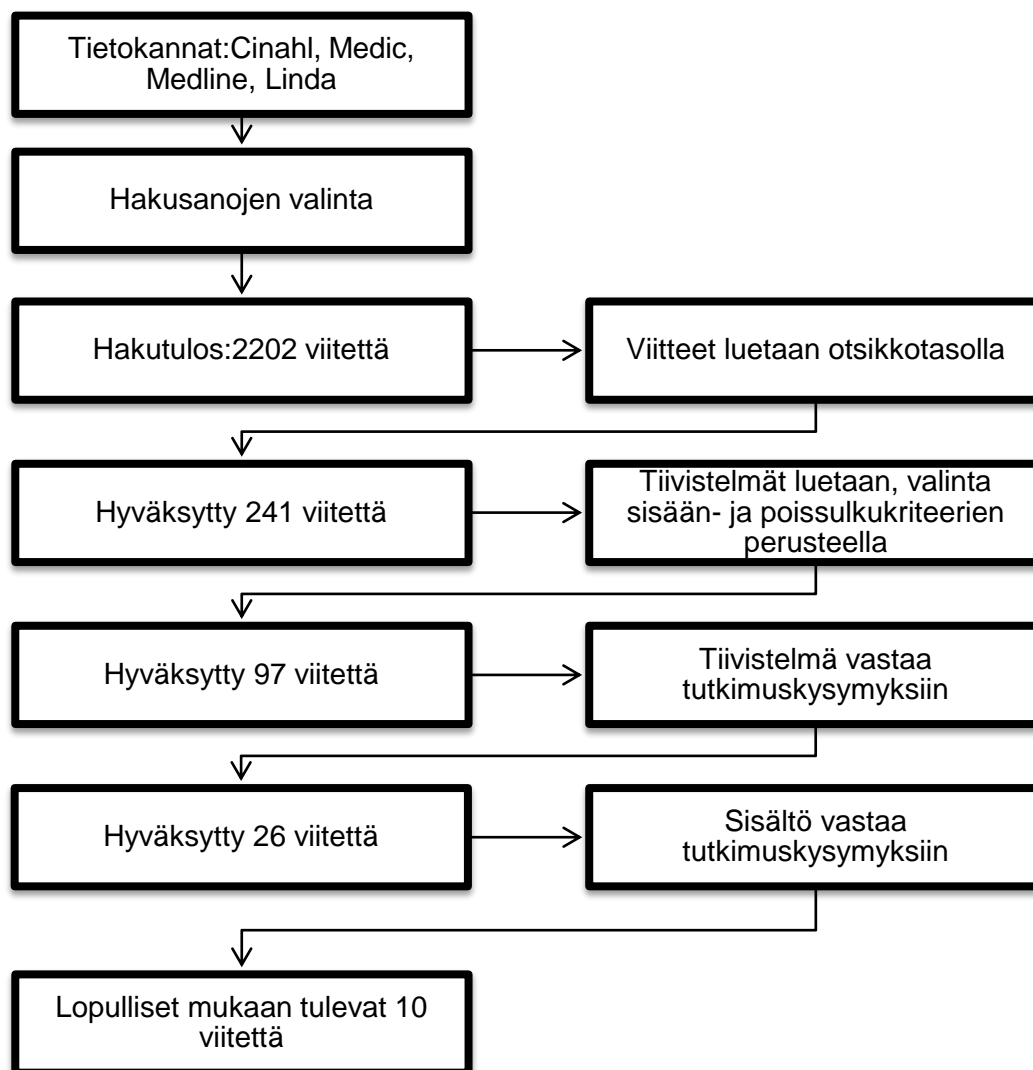 Tietokannat:Cinahl, Medic,
Medline, Linda
Hakusanojen valinta
Hakutulos:2202 viitettä
Viitteet luetaan otsikkotasolla
Hyväksytty 241 viitettä
Tiivistelmät luetaan, valinta
sisään- ja poissulkukriteerien
perusteella
Hyväksytty 97 viitettä
Tiivistelmä vastaa
tutkimuskysymyksiin
Hyväksytty 26 viitettä
Sisältö vastaa
tutkimuskysymyksiin
Lopulliset mukaan tulevat 10
viitettä